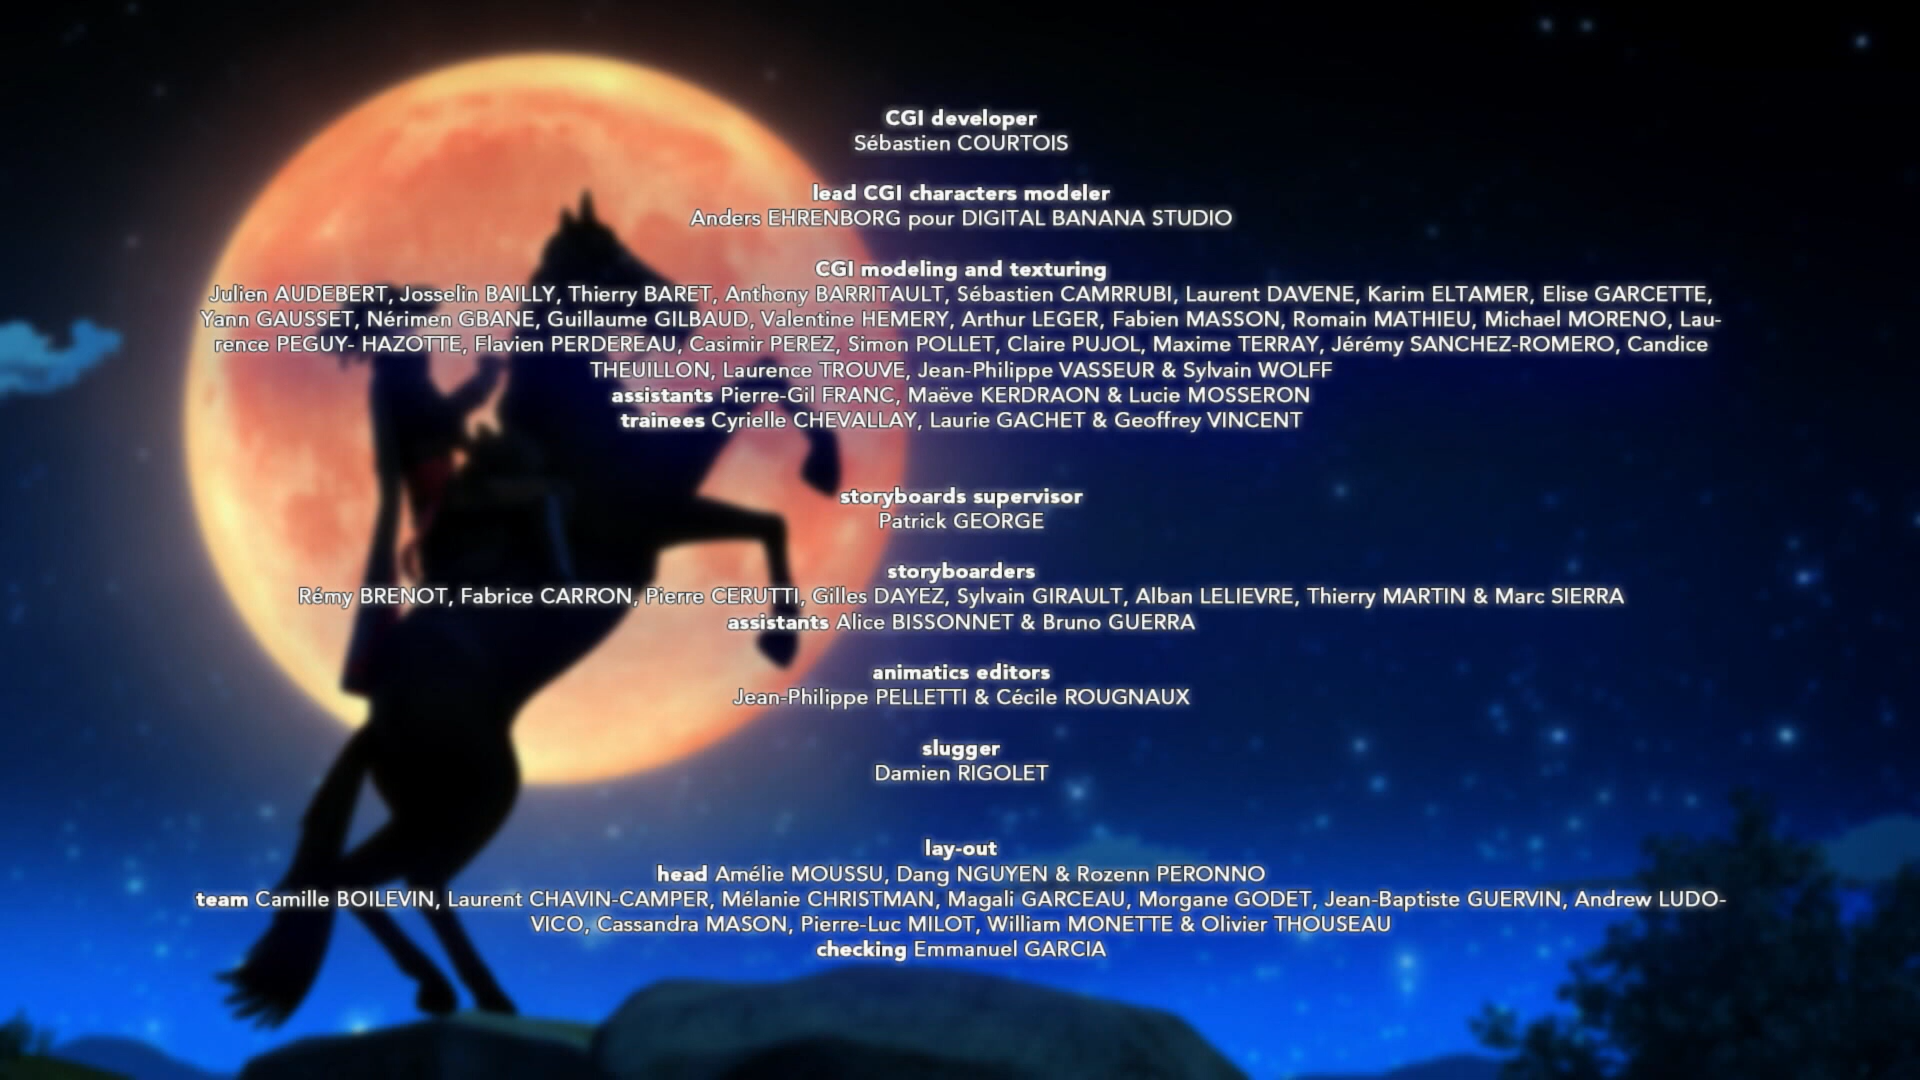 CGI developer
Sébastien COURTOIS
lead CGI characters modeler
Anders EHRENBORG pour DIGITAL BANANA STUDIO
CGI modeling and texturing
Julien AUDEBERT, Josselin BAILLY, Thierry BARET, Anthony BARRITAULT, Sébastien CAMRRUBI, Laurent DAVENE, Karim ELTAMER, Elise GARCETTE,
Yann GAUSSET, Nérimen GBANE, Guillaume GILBAUD, Valentine HEMERY, Arthur LEGER, Fabien MASSON, Romain MATHIEU, Michael MORENO, Lau-
rence PEGUY- HAZOTTE, Flavien PERDEREAU, Casimir PEREZ, Simon POLLET, Claire PUJOL, Maxime TERRAY, Jérémy SANCHEZ-ROMERO, Candice
THEUILLON, Laurence TROUVE, Jean-Philippe VASSEUR & Sylvain WOLFF
assistants Pierre-Gil FRANC, Maëve KERDRAON & Lucie MOSSERON
trainees Cyrielle CHEVALLAY, Laurie GACHET & Geoffrey VINCENT
storyboards supervisor
Patrick GEORGE
storyboarders
Rémy BRENOT, Fabrice CARRON, Pierre CERUTTI, Gilles DAYEZ, Sylvain GIRAULT, Alban LELIEVRE, Thierry MARTIN & Marc SIERRA
assistants Alice BISSONNET & Bruno GUERRA
animatics editors
Jean-Philippe PELLETTI & Cécile ROUGNAUX
slugger
Damien RIGOLET
lay-out
head Amélie MOUSSU, Dang NGUYEN & Rozenn PERONNO
team Camille BOILEVIN, Laurent CHAVIN-CAMPER, Mélanie CHRISTMAN, Magali GARCEAU, Morgane GODET, Jean-Baptiste GUERVIN, Andrew LUDO-
VICO, Cassandra MASON, Pierre-Luc MILOT, William MONETTE & Olivier THOUSEAU
checking Emmanuel GARCIA